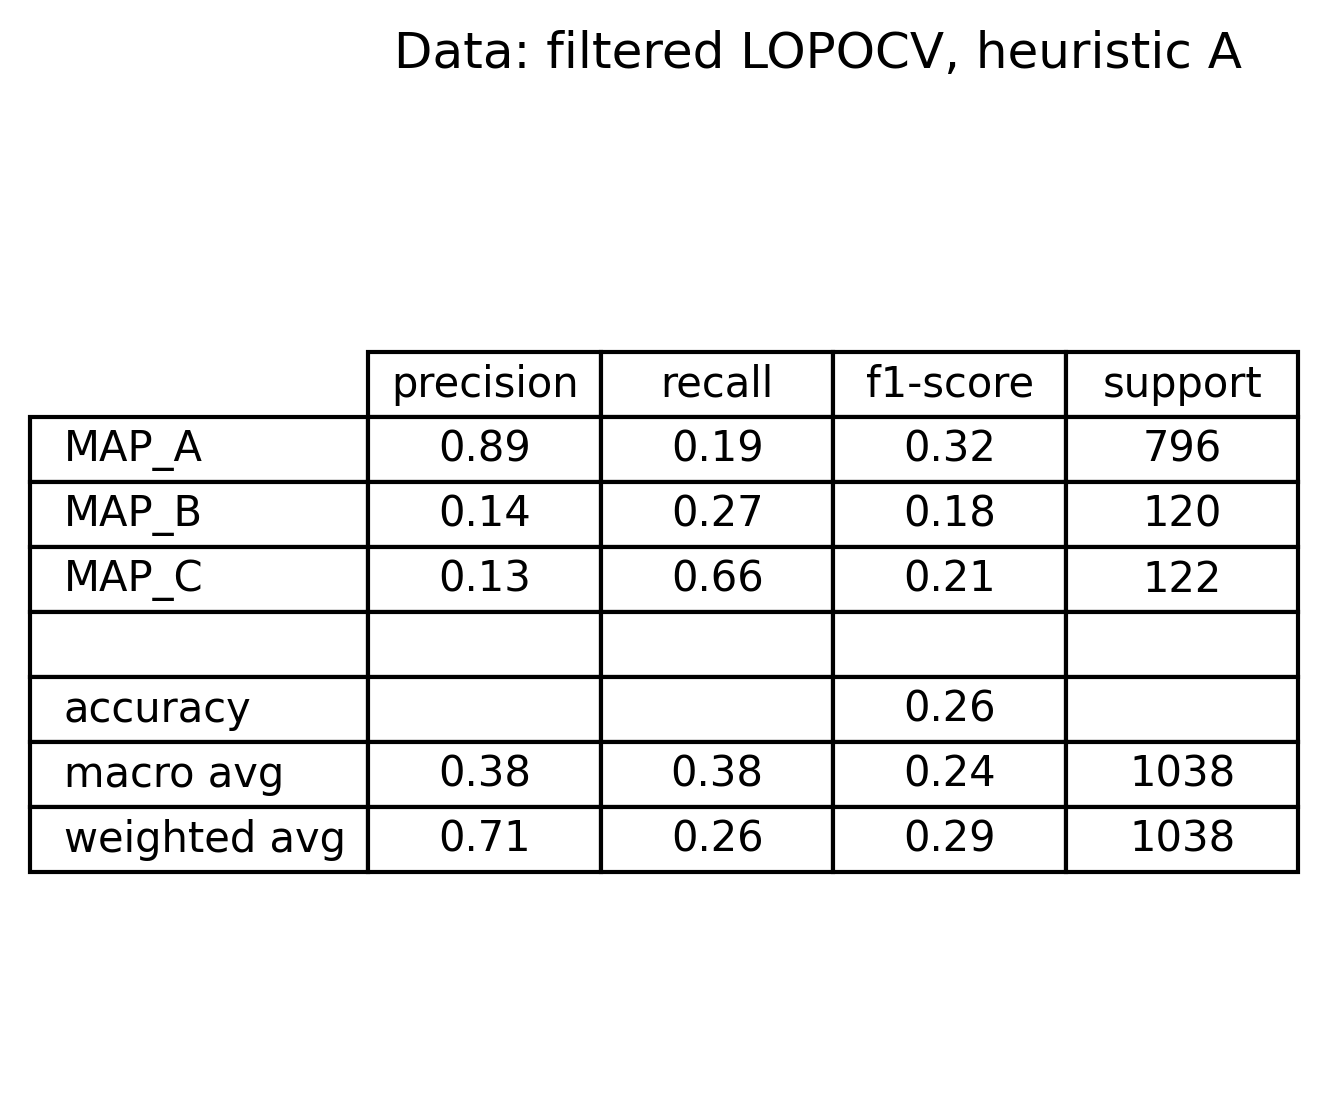 Data: filtered LOPOCV, heuristic A
precision recall f1-score support
MAP_A 0.89 0.19 0.32 796
MAP_B 0.14 0.27 0.18 120
MAP_C 0.13 0.66 0.21 122
accuracy 0.26
macro avg 0.38 0.38 0.24 1038
weighted avg 0.71 0.26 0.29 1038